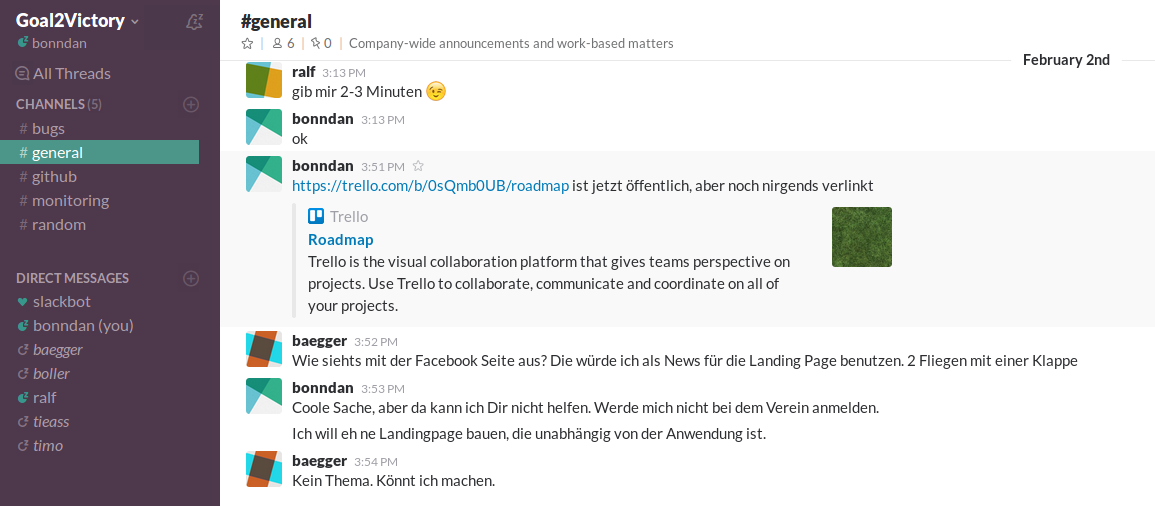 Goal2Victory
bonndan
All Threads
CHANNELS (5)
# bugs
# general
# github
# monitoring
# random
DIRECT MESSAGES
slackbot
bonndan (you)
baegger
boller
ralf
tieass
timo
#general
6 | 0 | Company-wide announcements and work-based matters
February 2nd
ralf 3:13 PM
gib mir 2-3 Minuten 😉
bonndan 3:13 PM
ok
bonndan 3:51 PM
https://trello.com/b/0sQmb0UB/roadmap ist jetzt öffentlich, aber noch nirgends verlinkt
Trello
Roadmap
Trello is the visual collaboration platform that gives teams perspective on
projects. Use Trello to collaborate, communicate and coordinate on all of
your projects.
baegger 3:52 PM
Wie siehts mit der Facebook Seite aus? Die würde ich als News für die Landing Page benutzen. 2 Fliegen mit einer Klappe
bonndan 3:53 PM
Coole Sache, aber da kann ich Dir nicht helfen. Werde mich nicht bei dem Verein anmelden.
Ich will eh ne Landingpage bauen, die unabhängig von der Anwendung ist.
baegger 3:54 PM
Kein Thema. Könnt ich machen.